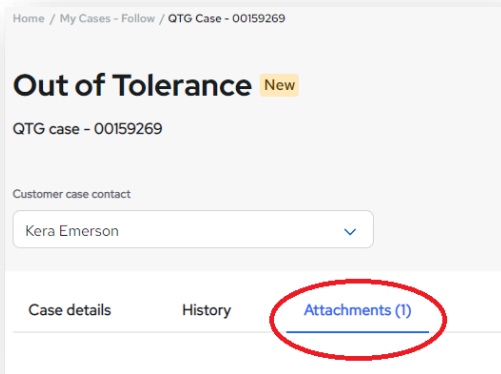 Home / My Cases - Follow / QTG Case - 00159269
Out of Tolerance New
QTG case - 00159269
Customer case contact
Kera Emerson
Case details History Attachments (1)